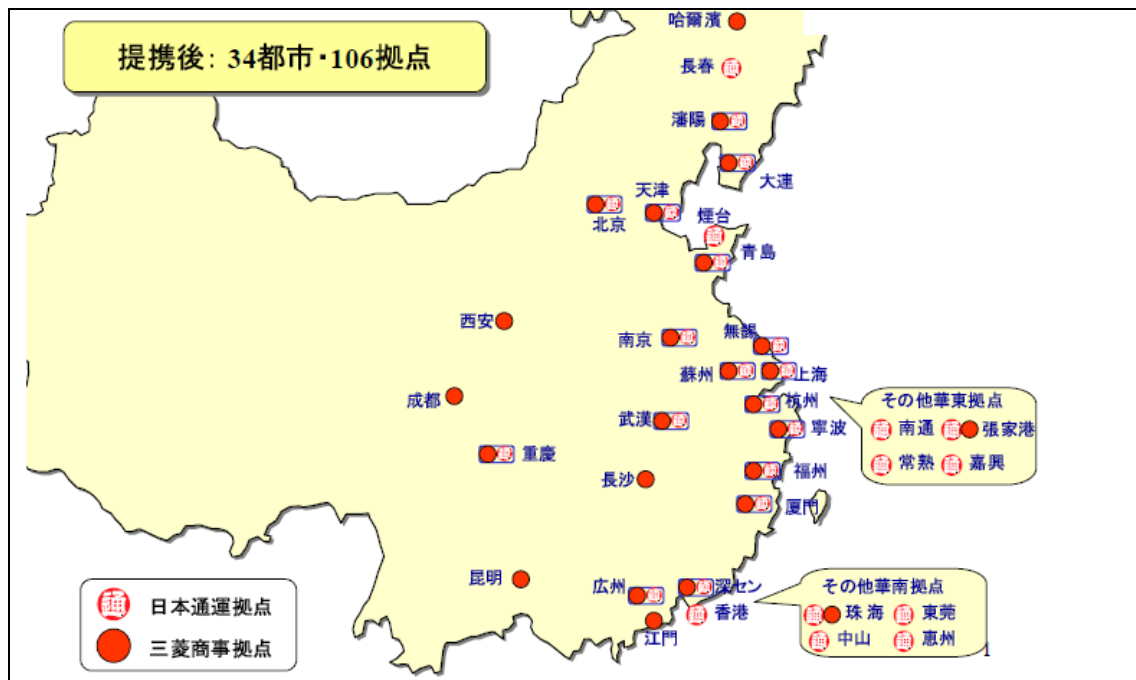 提携後: 34都市・106拠点
哈爾濱
長春
瀋陽
大連
天津
北京
煙台
青島
西安
南京
無錫
蘇州
上海
成都
杭州
武漢
寧波
重慶
福州
長沙
厦門
その他華東拠点
南通
張家港
常熟
嘉興
昆明
広州
深セン
香港
江門
その他華南拠点
珠海
東莞
中山
恵州
通 日本通運拠点
三菱商事拠点
1